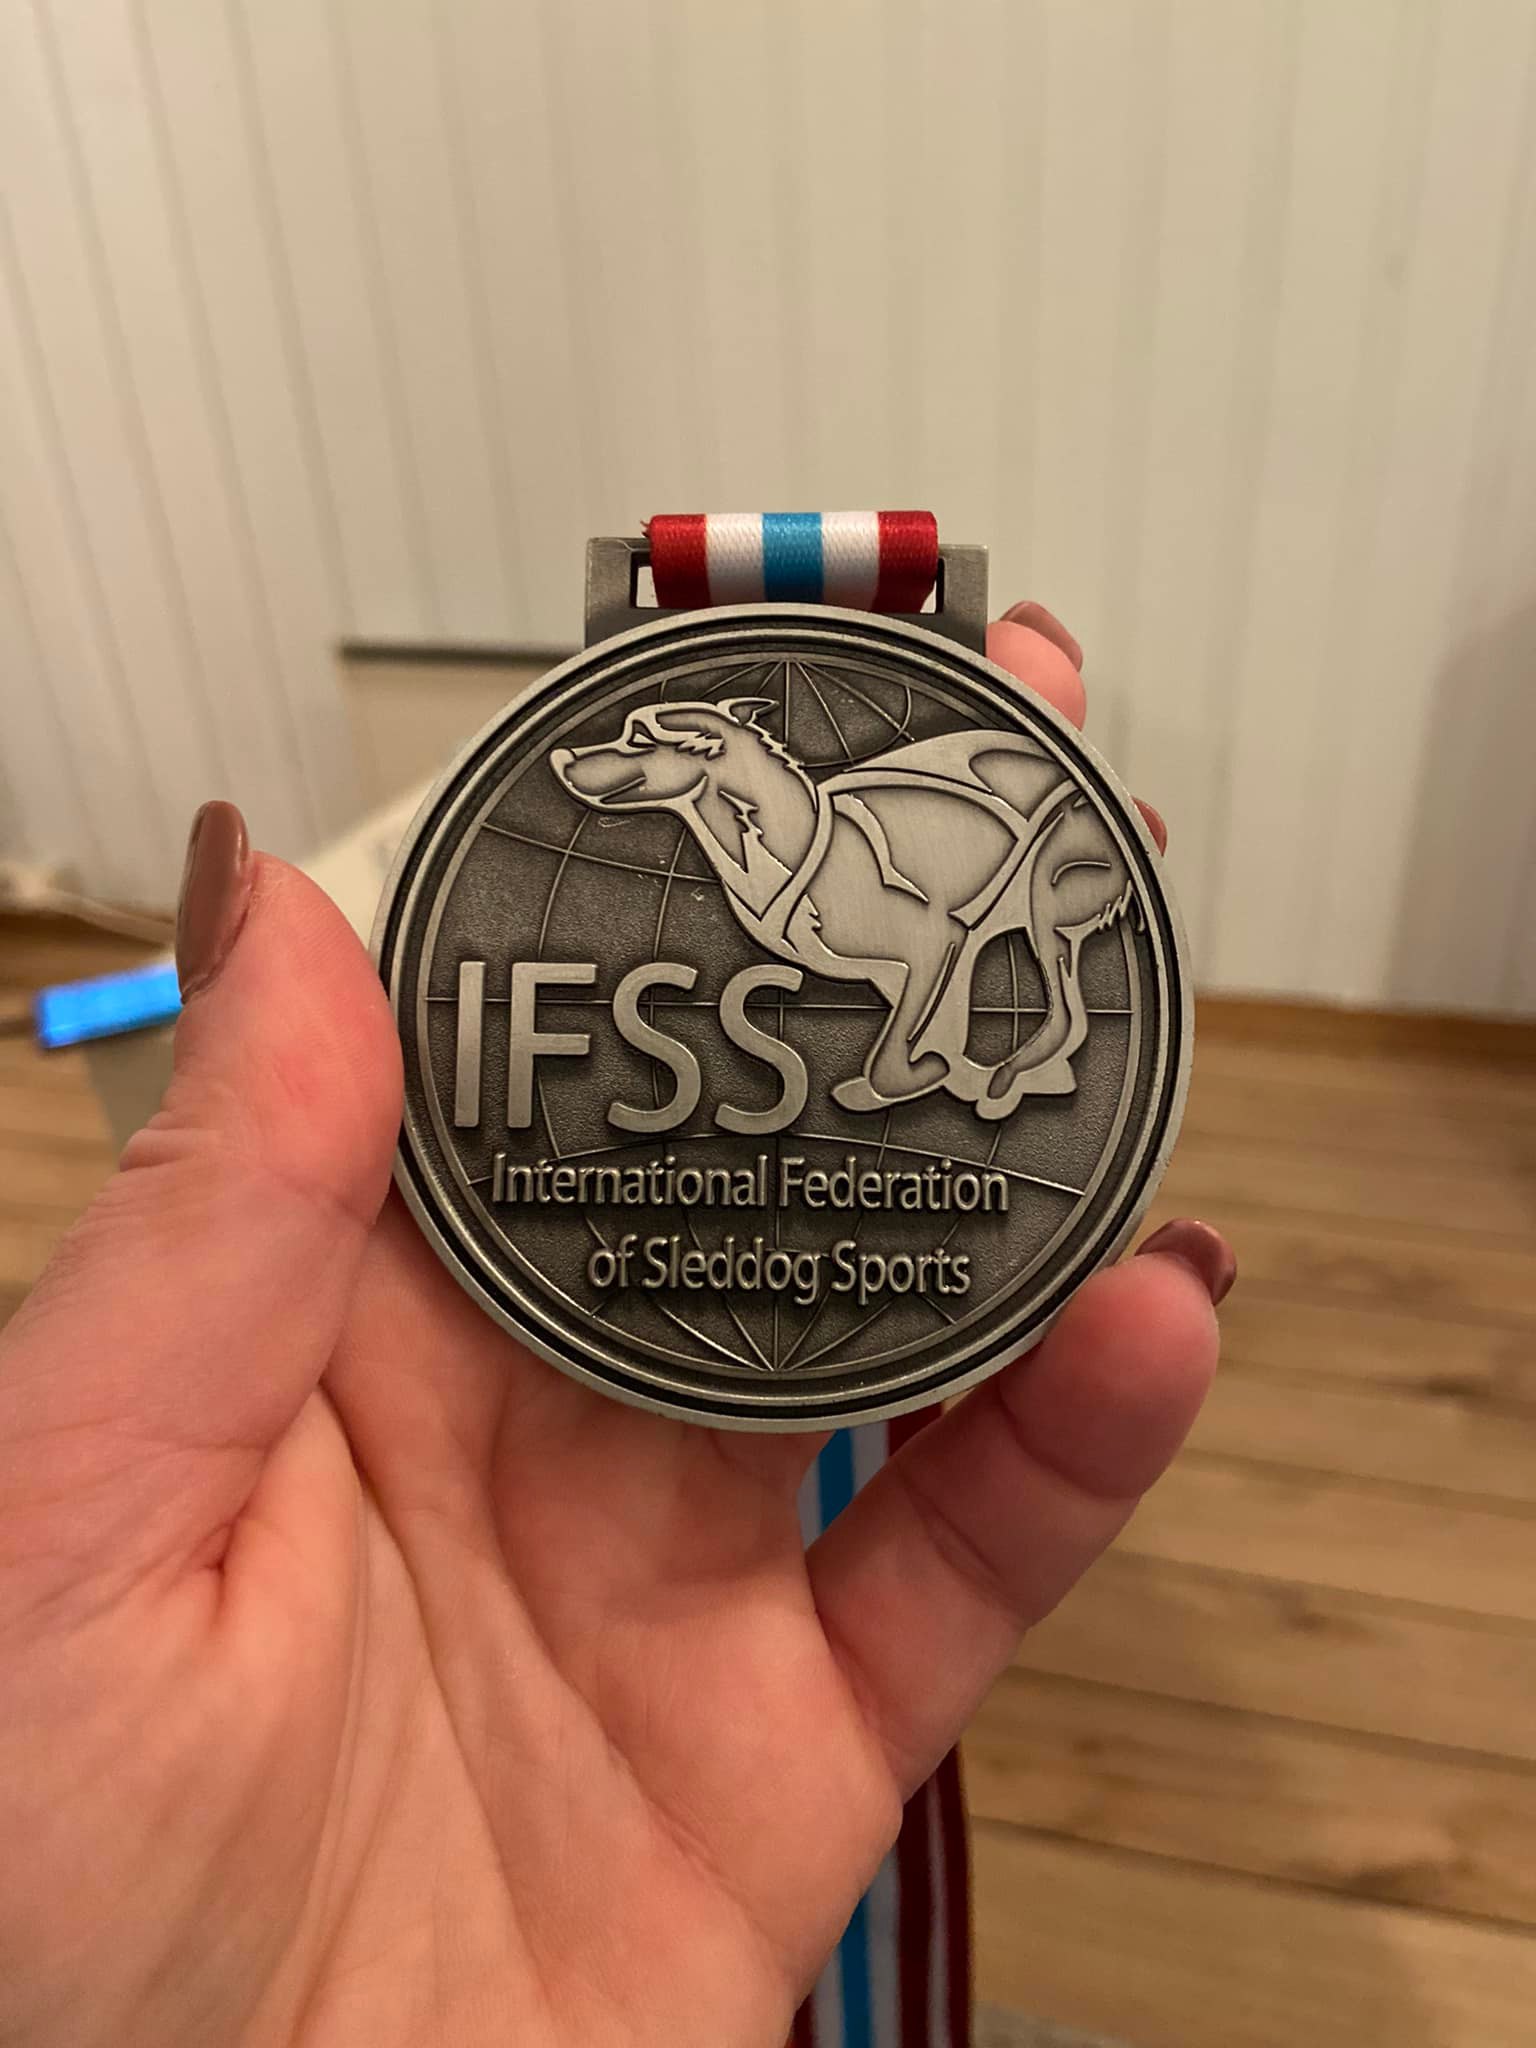 IFSS
International Federation
of Sleddog Sports